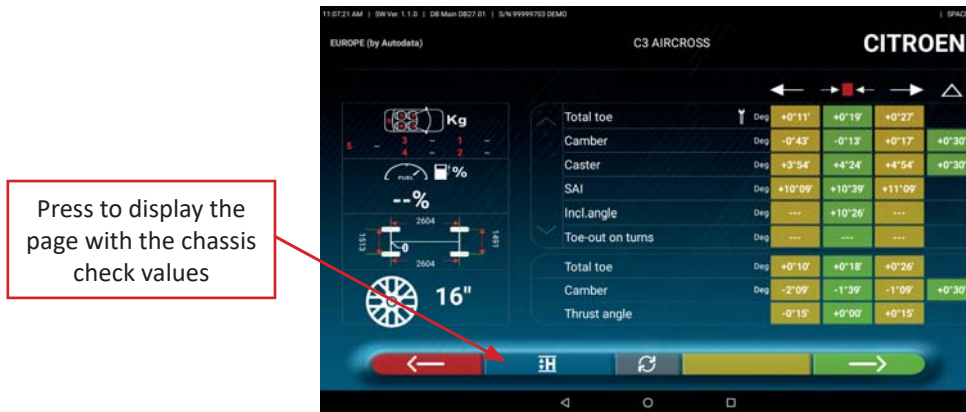 11:07:21 AM | SW Ver. 1.1.0 | DB Main DB27.01 | S/N 99999703 DEMO | SPACE
EUROPE (by Autodata) C3 AIRCROSS CITROEN
Kg
5 - 3 - 1 -
4 - 2 -
FUEL %
--%
2604
1513 0 1491
2604
16"
Total toe Deg +0°11' +0°19' +0°27'
Camber Deg -0°43' -0°13' +0°17' +0°30'
Caster Deg +3°54' +4°24' +4°54' +0°30'
SAI Deg +10°09' +10°39' +11°09'
Incl.angle Deg --- +10°26' ---
Toe-out on turns Deg --- --- ---
Total toe Deg +0°10' +0°18' +0°26'
Camber Deg -2°09' -1°39' -1°09' +0°30'
Thrust angle -0°15' +0°00' +0°15'
H
Press to display the
page with the chassis
check values